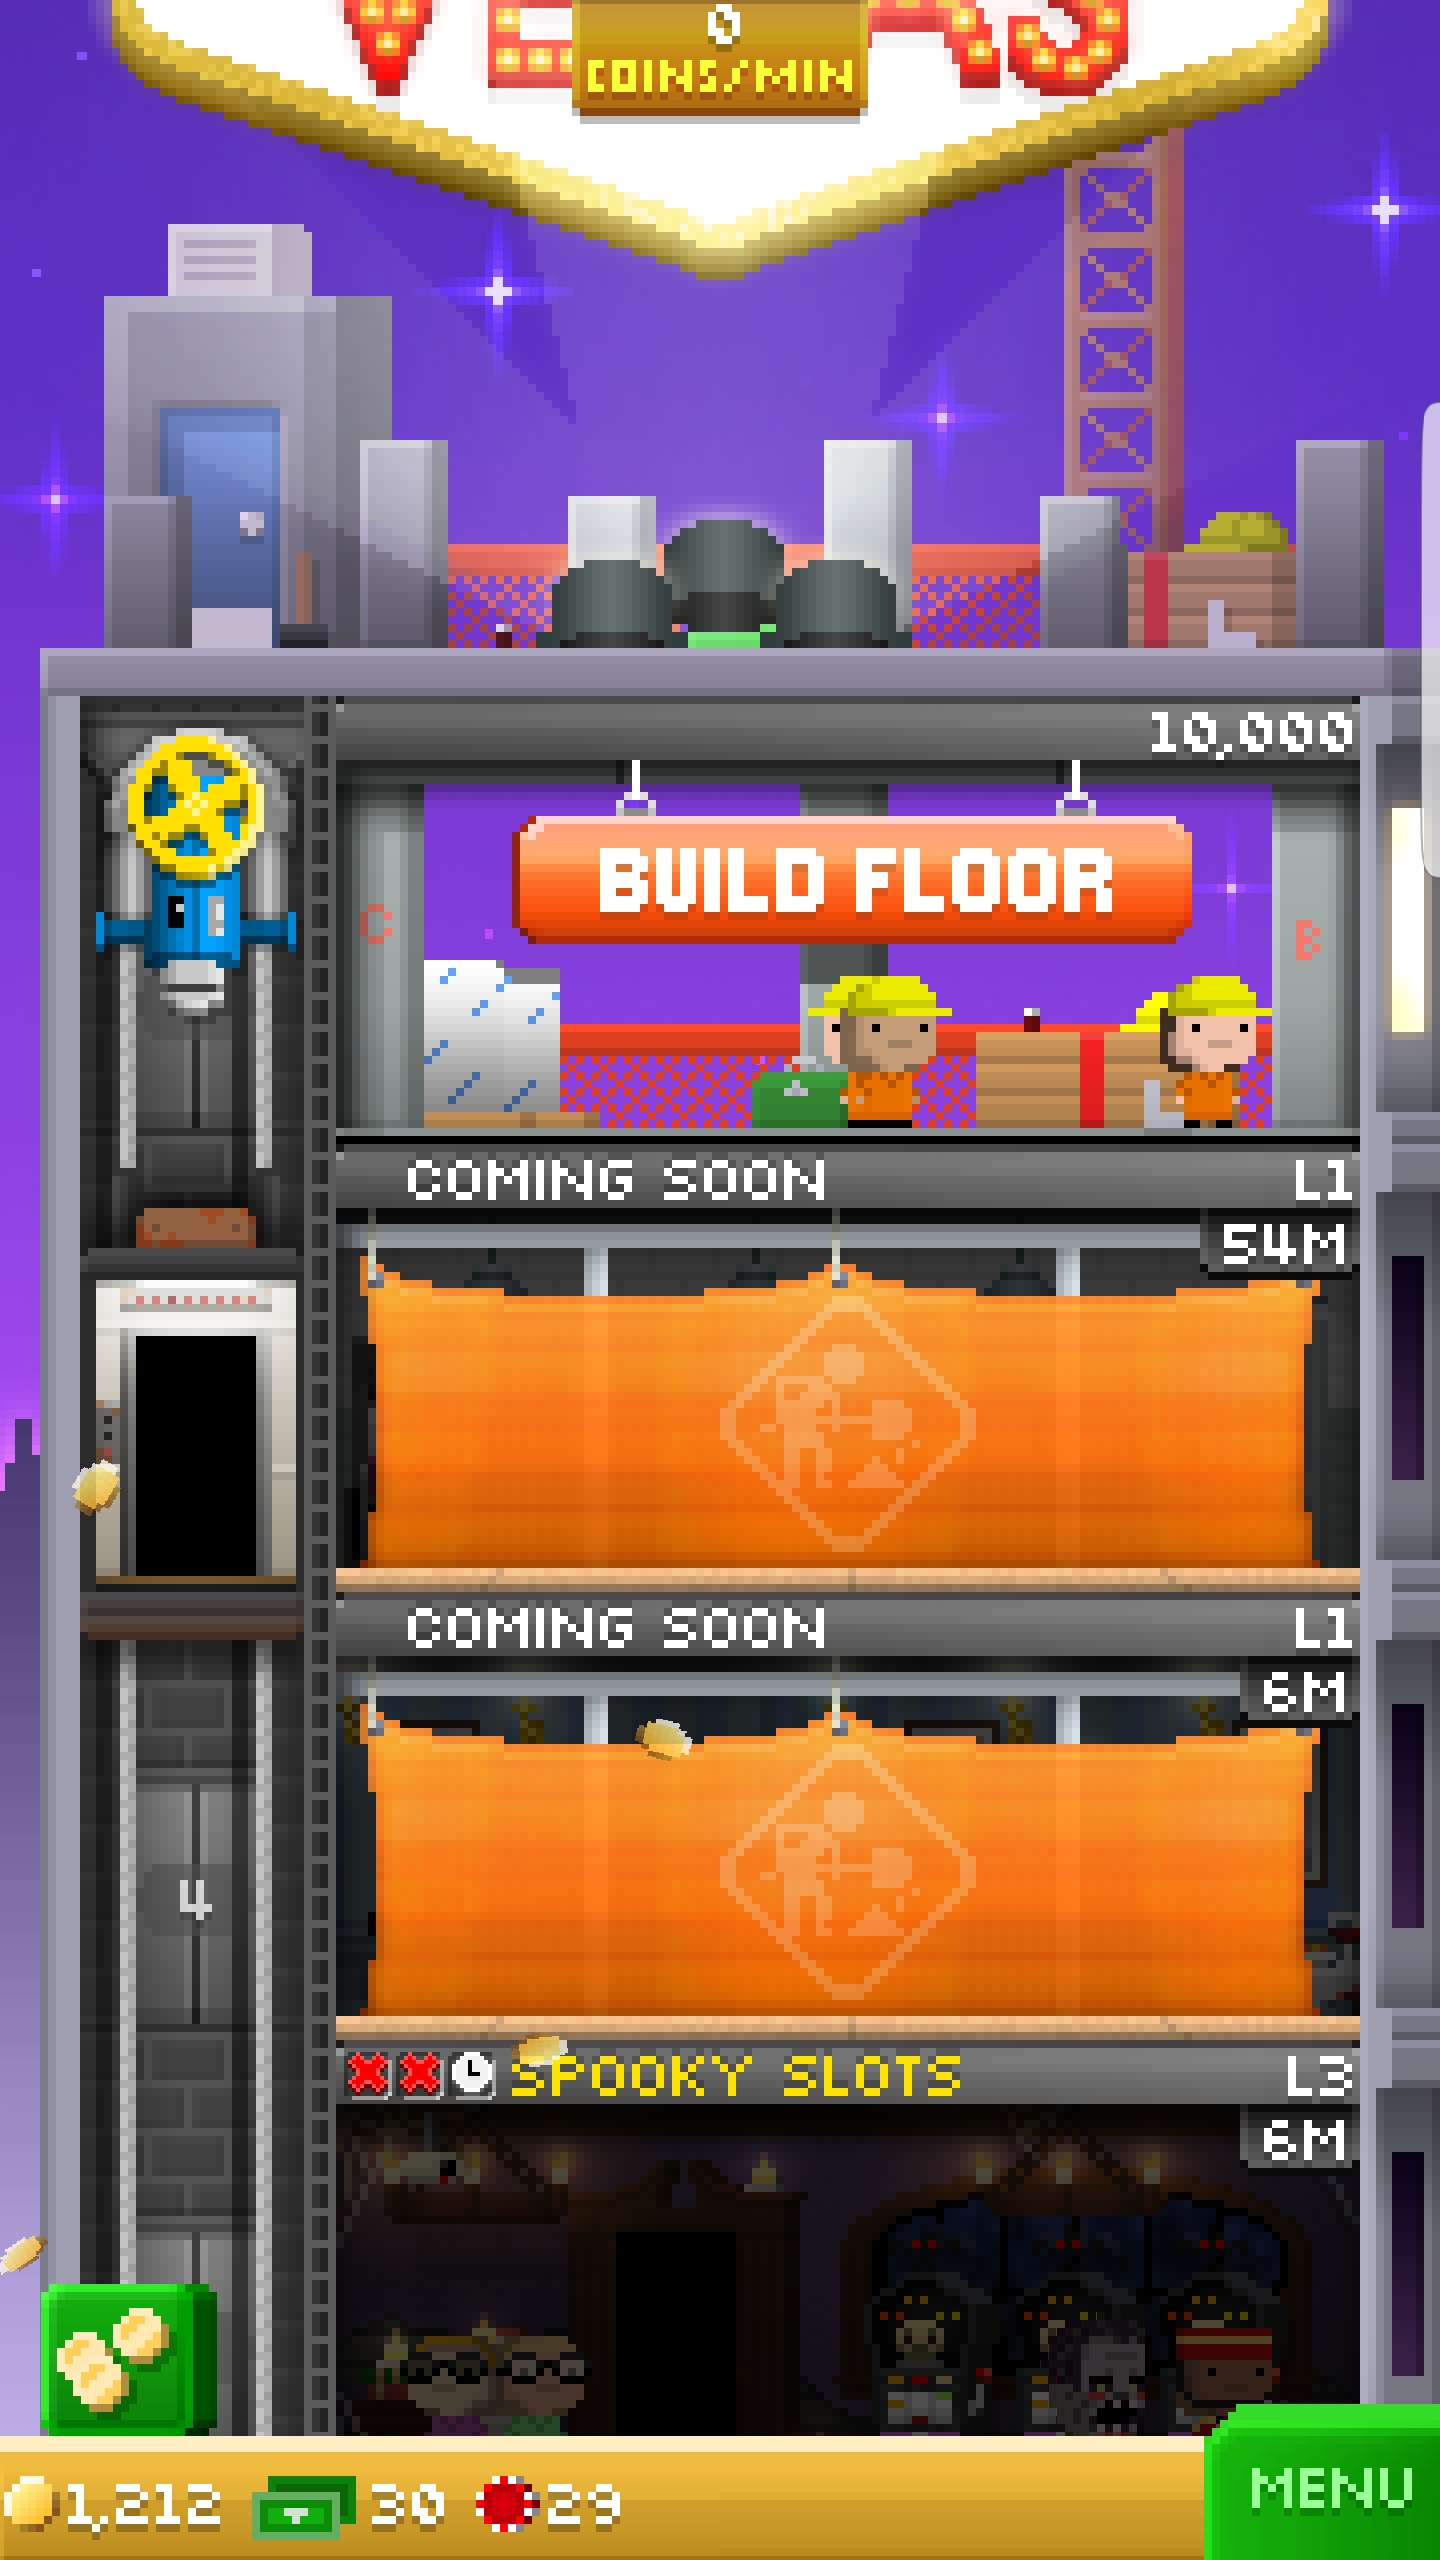 0
COINS/MIN
10,000
BUILD FLOOR
C
B
COMING SOON L1
54M
COMING SOON L1
6M
4
SPOOKY SLOTS L3
6M
1,212 30 29
MENU